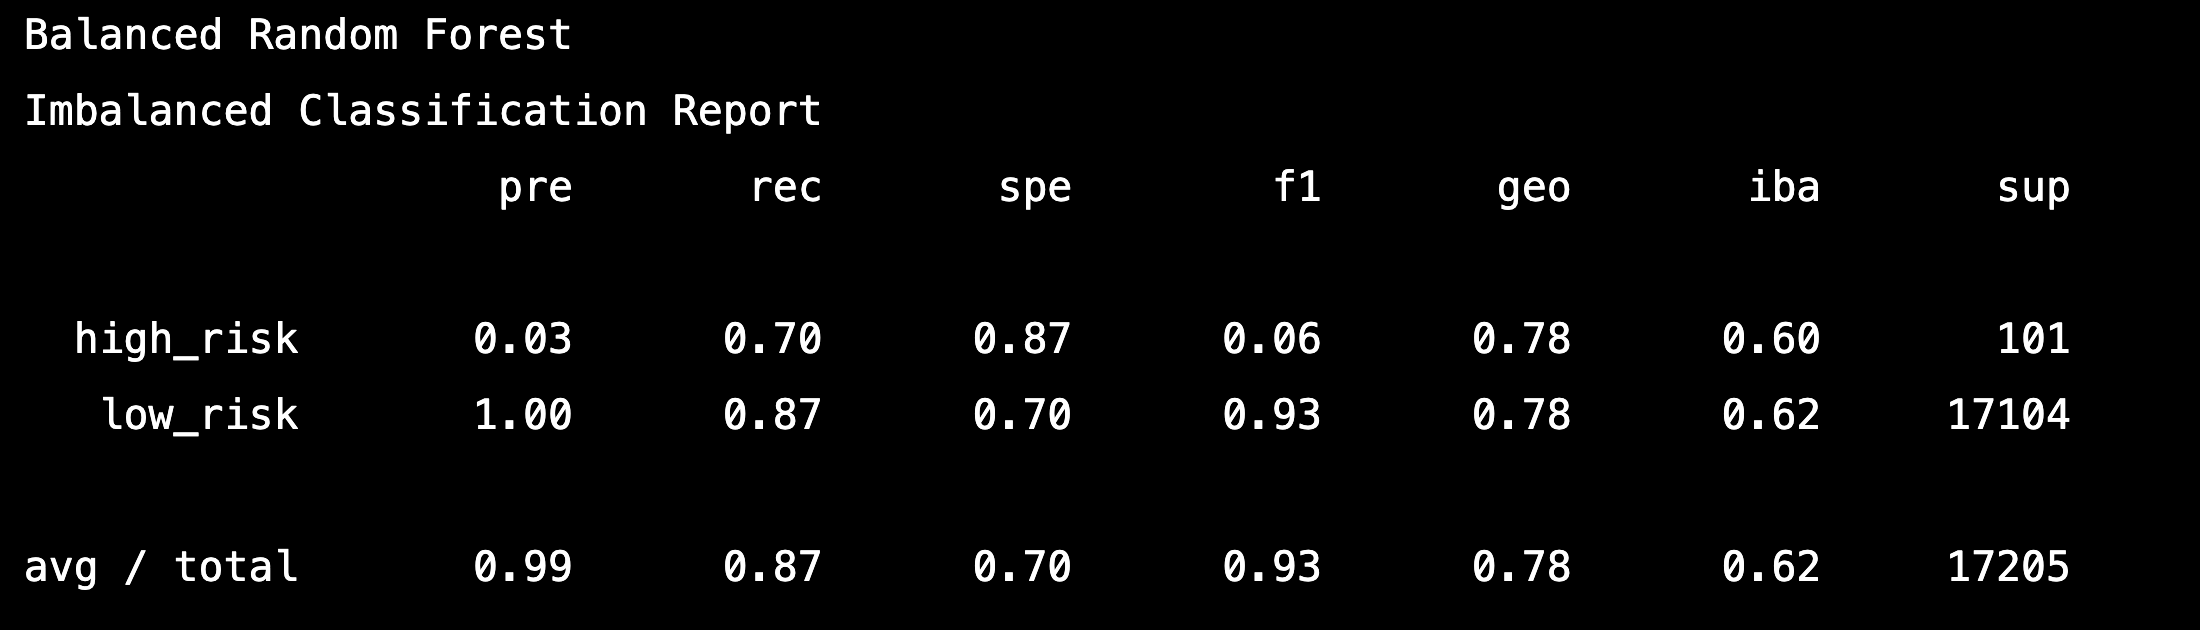 Balanced Random Forest
Imbalanced Classification Report
pre rec spe f1 geo iba sup
high_risk 0.03 0.70 0.87 0.06 0.78 0.60 101
low_risk 1.00 0.87 0.70 0.93 0.78 0.62 17104
avg / total 0.99 0.87 0.70 0.93 0.78 0.62 17205